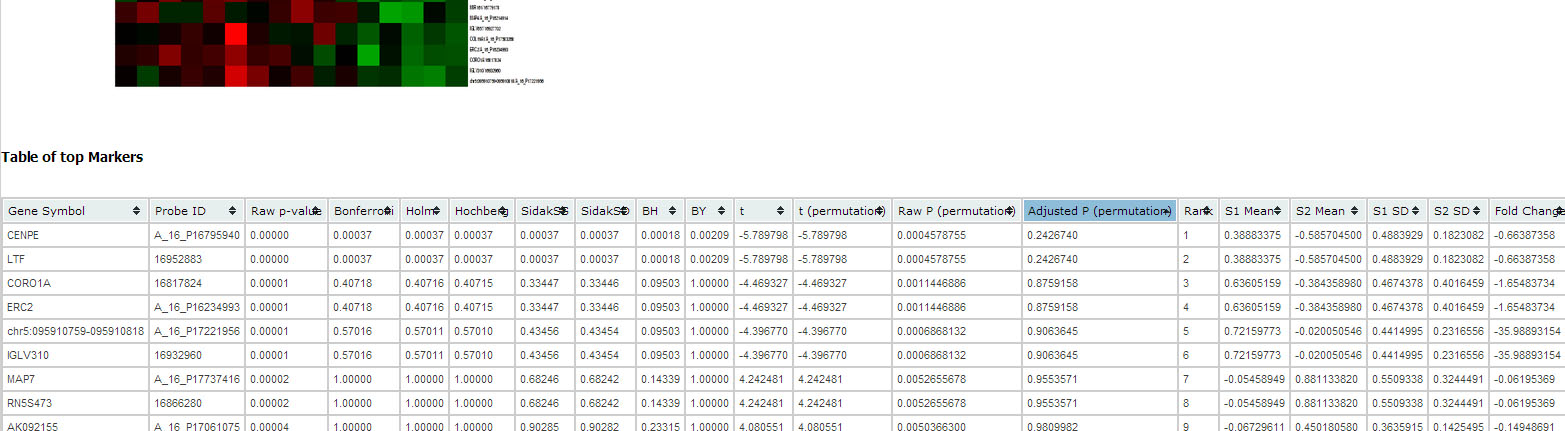 Table of top Markers
Gene Symbol Probe ID Raw p-value Bonferroni Holm Hochberg SidakSS SidakSD BH BY t t (permutation) Raw P (permutation) Adjusted P (permutation) Rank S1 Mean S2 Mean S1 SD S2 SD Fold Change
CENPE A_16_P16795940 0.00000 0.00037 0.00037 0.00037 0.00037 0.00037 0.00018 0.00209 -5.789798 -5.789798 0.0004578755 0.2426740 1 0.38883375 -0.585704500 0.4883929 0.1823082 -0.66387358
LTF 16952883 0.00000 0.00037 0.00037 0.00037 0.00037 0.00037 0.00018 0.00209 -5.789798 -5.789798 0.0004578755 0.2426740 2 0.38883375 -0.585704500 0.4883929 0.1823082 -0.66387358
CORO1A 16817824 0.00001 0.40718 0.40716 0.40715 0.33447 0.33446 0.09503 1.00000 -4.469327 -4.469327 0.0011446886 0.8759158 3 0.63605159 -0.384358980 0.4674378 0.4016459 -1.65483734
ERC2 A_16_P16234993 0.00001 0.40718 0.40716 0.40715 0.33447 0.33446 0.09503 1.00000 -4.469327 -4.469327 0.0011446886 0.8759158 4 0.63605159 -0.384358980 0.4674378 0.4016459 -1.65483734
chr5:095910759-095910818 A_16_P17221956 0.00001 0.57016 0.57011 0.57010 0.43456 0.43454 0.09503 1.00000 -4.396770 -4.396770 0.0006868132 0.9063645 5 0.72159773 -0.020050546 0.4414995 0.2316556 -35.98893154
IGLV310 16932960 0.00001 0.57016 0.57011 0.57010 0.43456 0.43454 0.09503 1.00000 -4.396770 -4.396770 0.0006868132 0.9063645 6 0.72159773 -0.020050546 0.4414995 0.2316556 -35.98893154
MAP7 A_16_P17737416 0.00002 1.00000 1.00000 1.00000 0.68246 0.68242 0.14339 1.00000 4.242481 4.242481 0.0052655678 0.9553571 7 -0.05458949 0.881133820 0.5509338 0.3244491 -0.06195369
RN5S473 16866280 0.00002 1.00000 1.00000 1.00000 0.68246 0.68242 0.14339 1.00000 4.242481 4.242481 0.0052655678 0.9553571 8 -0.05458949 0.881133820 0.5509338 0.3244491 -0.06195369
AK092155 A_16_P17061075 0.00004 1.00000 1.00000 1.00000 0.90285 0.90282 0.23315 1.00000 4.080551 4.080551 0.0050366300 0.9809982 9 -0.06729611 0.450180580 0.3635915 0.1425495 -0.14948691